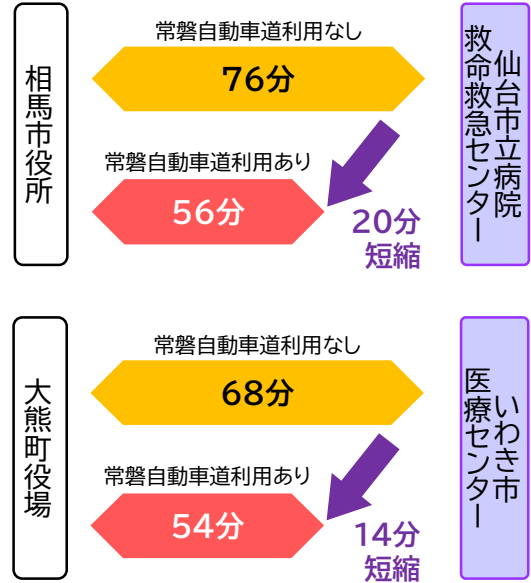 相馬市役所
常磐自動車道利用なし
76分
常磐自動車道利用あり
56分
20分
短縮
仙台市立病院
救命救急センター
大熊町役場
常磐自動車道利用なし
68分
常磐自動車道利用あり
54分
14分
短縮
いわき市
医療センター